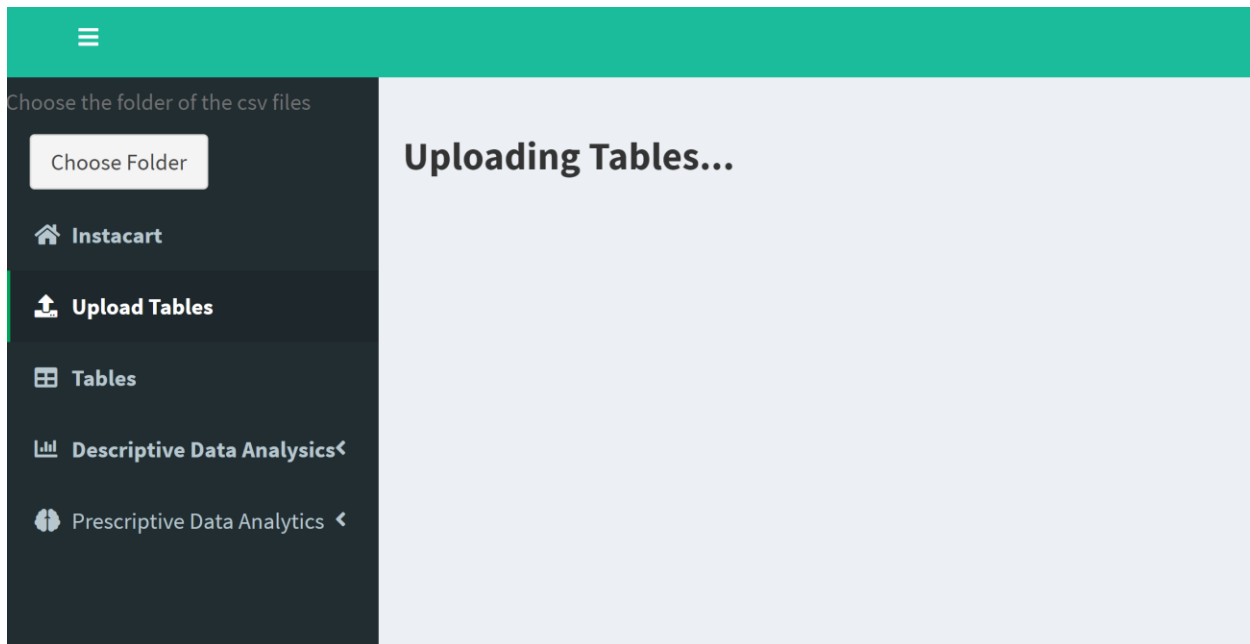 Choose the folder of the csv files
Choose Folder
Instacart
Upload Tables
Tables
Descriptive Data Analysics
Prescriptive Data Analytics
Uploading Tables...